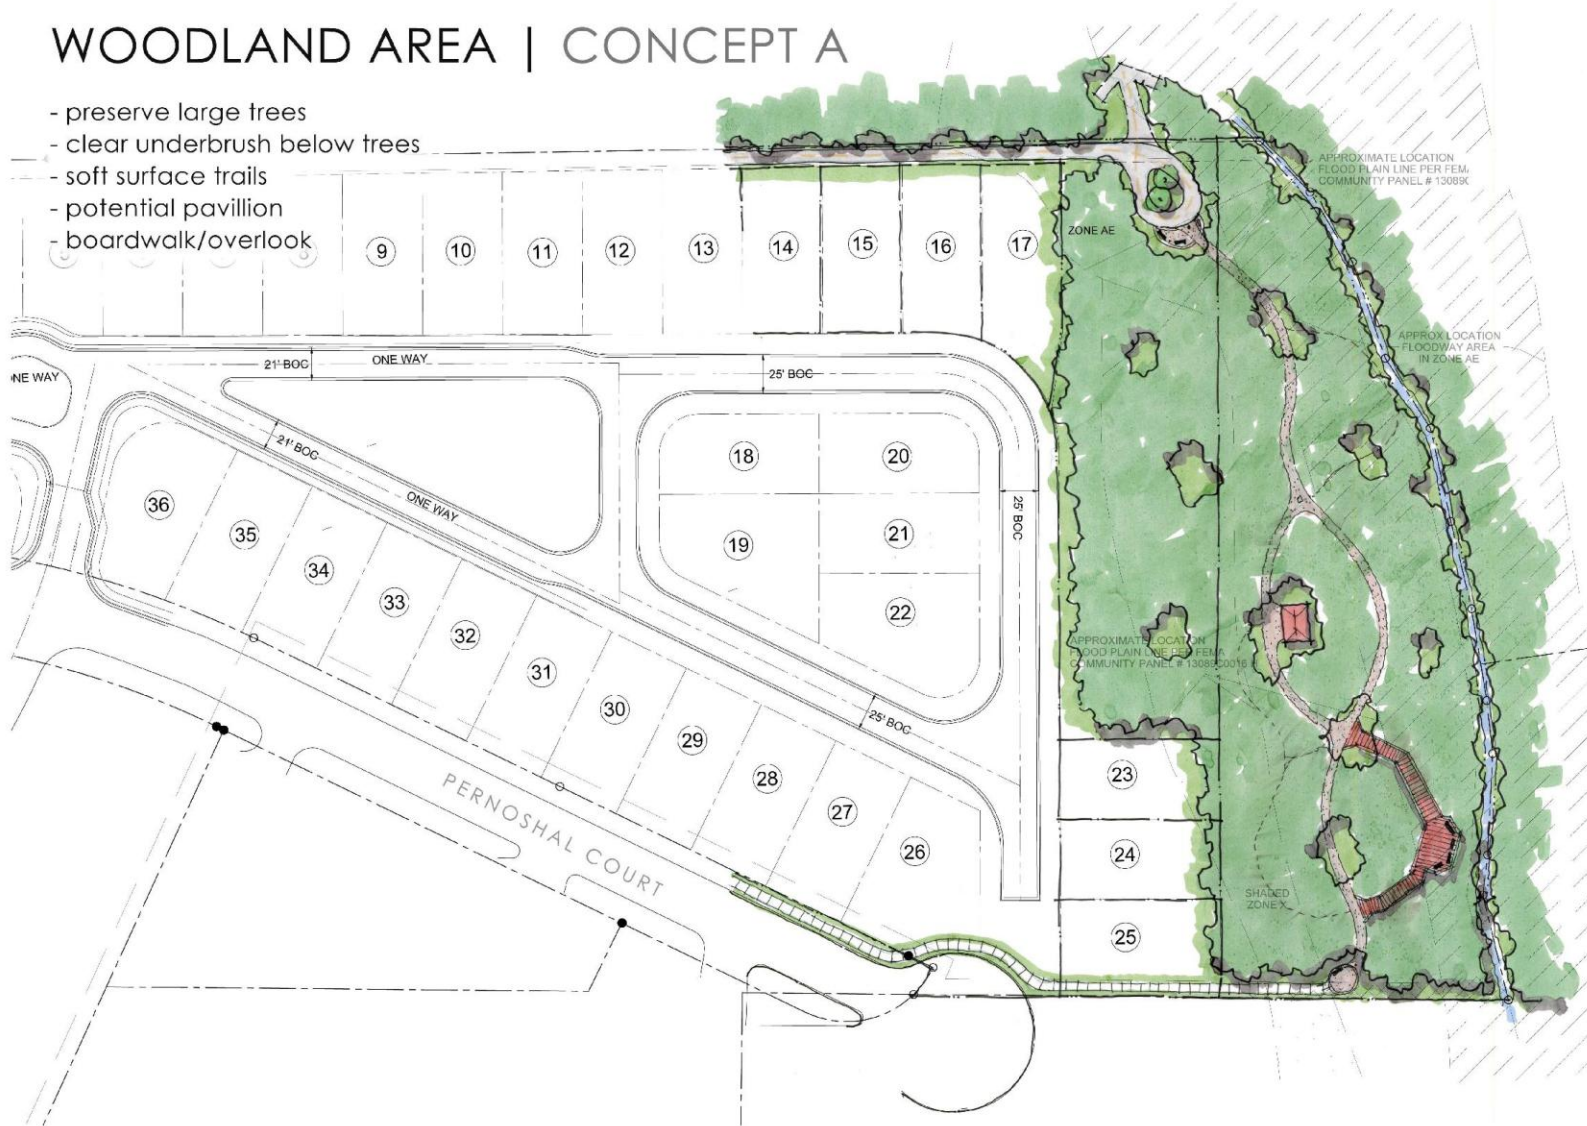 WOODLAND AREA | CONCEPT A
- preserve large trees
- clear underbrush below trees
- soft surface trails
- potential pavillion
- boardwalk/overlook
APPROXIMATE LOCATION
FLOOD PLAIN LINE PER FEMA
COMMUNITY PANEL # 13089C
ZONE AE
9
10
11
12
13
14
15
16
17
APPROX LOCATION
FLOODWAY AREA
IN ZONE AE
ONE WAY
21' BOC
ONE WAY
25' BOC
21' BOC
ONE WAY
25' BOC
18
20
19
21
22
36
35
34
33
32
31
30
29
28
27
26
25' BOC
APPROXIMATE LOCATION
FLOOD PLAIN LINE PER FEMA
COMMUNITY PANEL # 13089C0016
23
24
25
PERNOSHAL COURT
SHADED
ZONE X